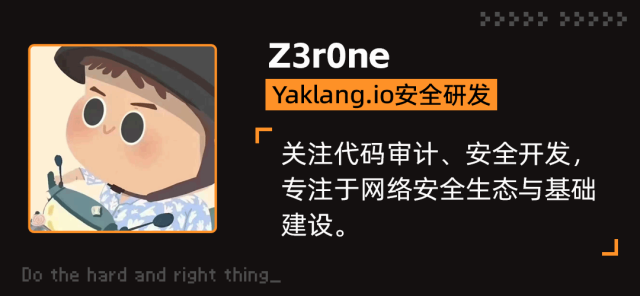 Z3r0ne
Yaklang.io安全研发
关注代码审计、安全开发，
专注于网络安全生态与基础
建设。
Do the hard and right thing_